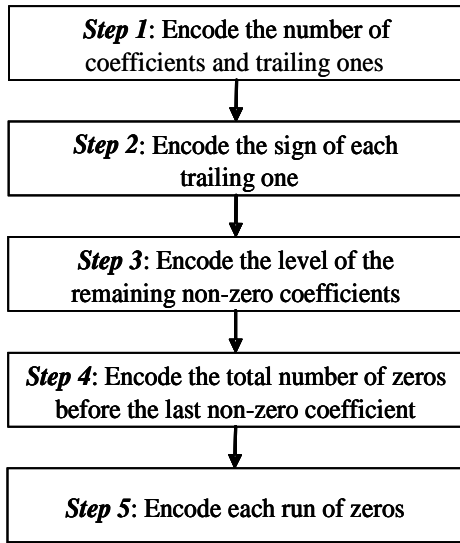 Step 1: Encode the number of
coefficients and trailing ones
Step 2: Encode the sign of each
trailing one
Step 3: Encode the level of the
remaining non-zero coefficients
Step 4: Encode the total number of zeros
before the last non-zero coefficient
Step 5: Encode each run of zeros